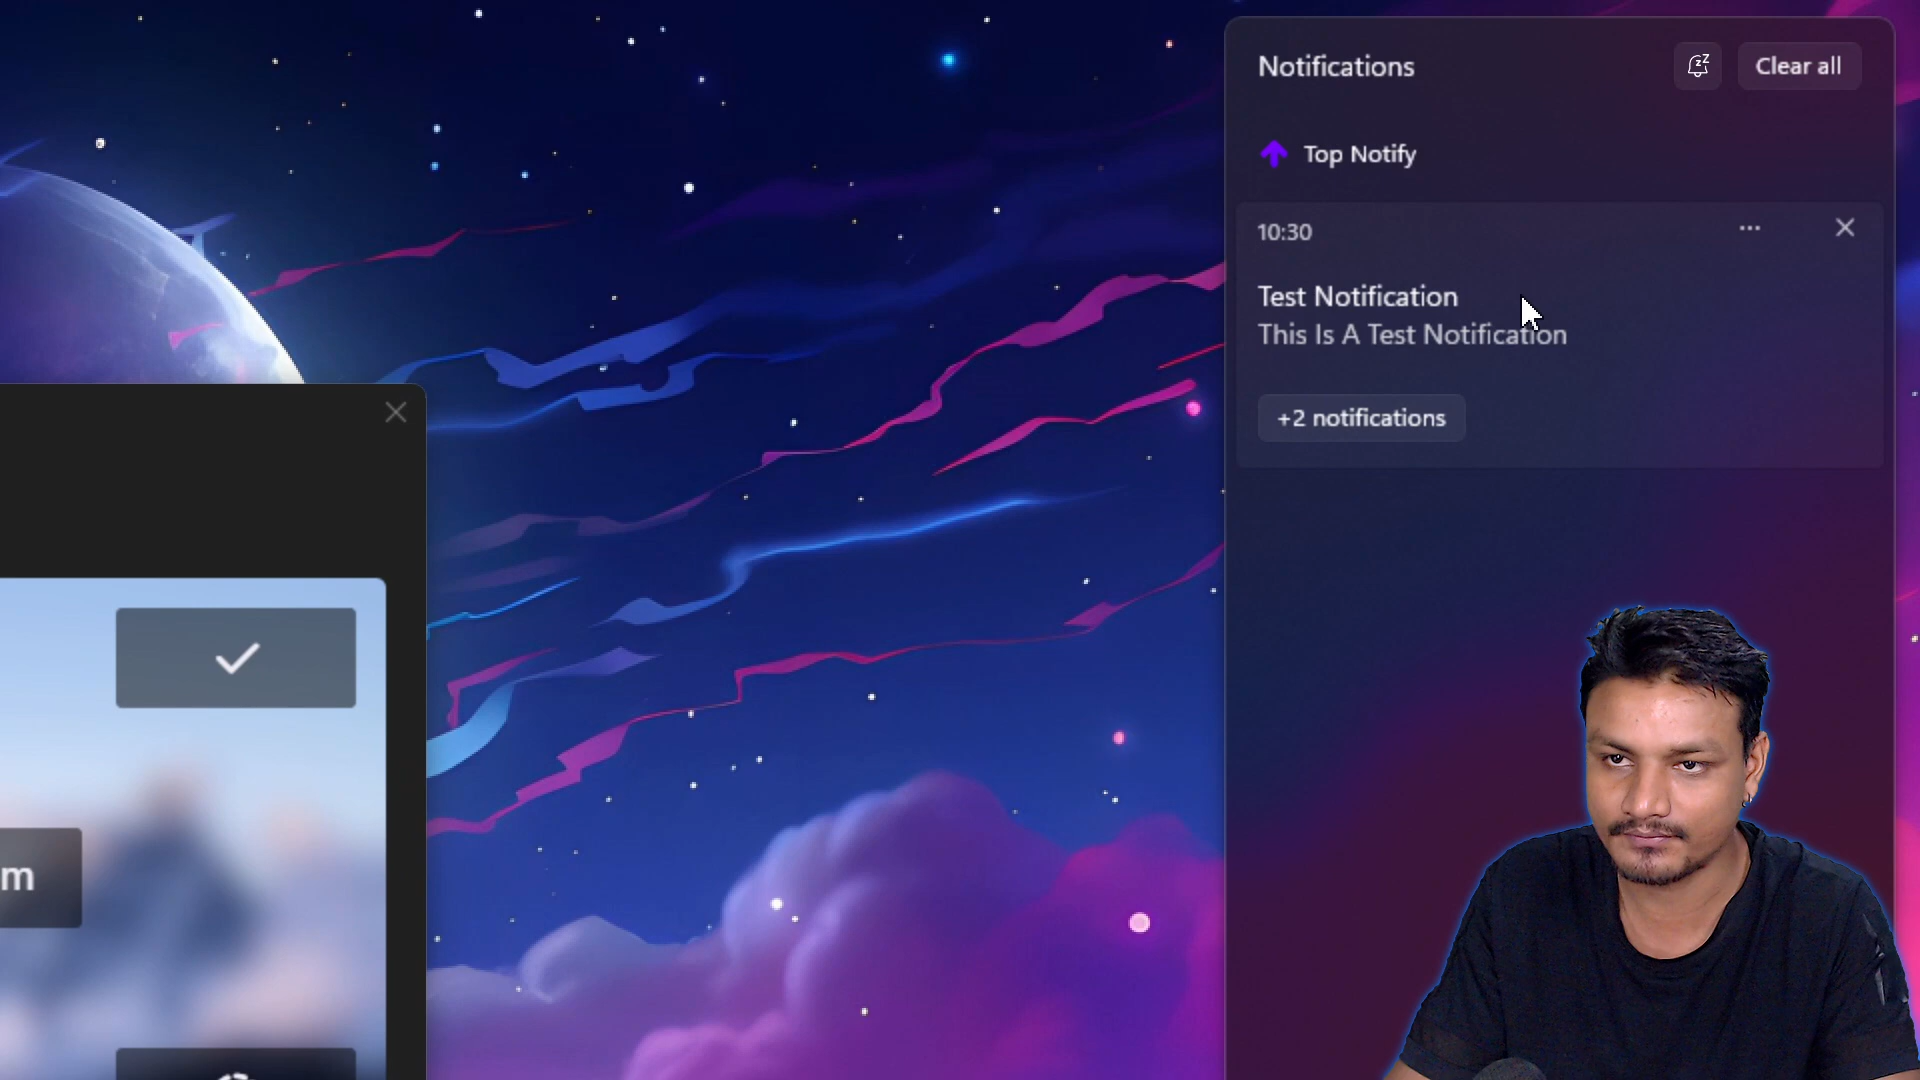 Notifications
Clear all
Top Notify
10:30
Test Notification
This Is A Test Notification
+2 notifications
m